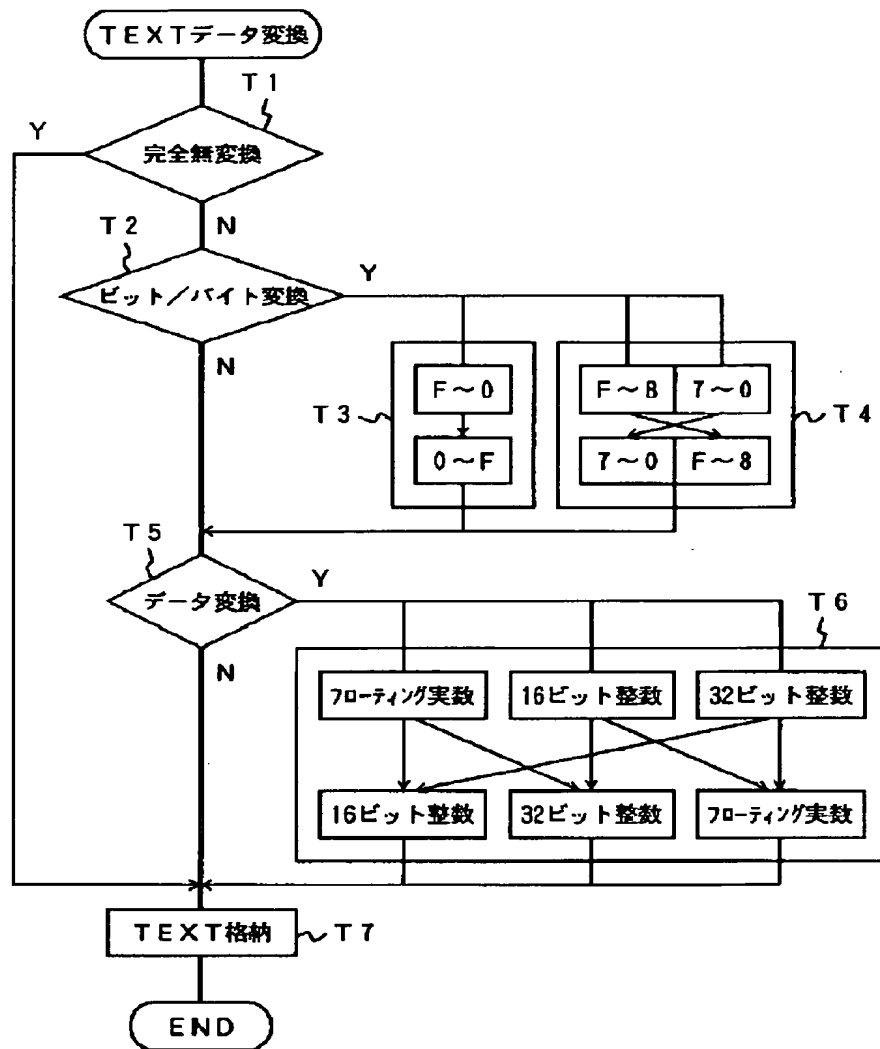 TEXTデータ変換
T1
Y
完全無変換
N
T2
Y
ビット/バイト変換
N
T3
F~0
0~F
F~8 7~0
7~0 F~8
T4
T5
Y
データ変換
N
T6
フローティング実数 16ビット整数 32ビット整数
16ビット整数 32ビット整数 フローティング実数
TEXT格納
T7
END